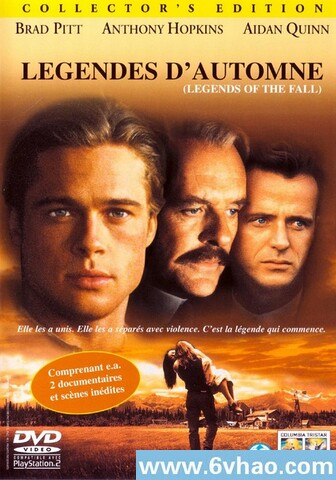 COLLECTOR'S EDITION
BRAD PITT ANTHONY HOPKINS AIDAN QUINN
LEGENDES D'AUTOMNE
(LEGENDS OF THE FALL)
Elle les a unis. Elle les a séparés avec violence. C'est la légende qui commence.
Comprenant e.a.
2 documentaires
et scènes inédites
DVD
VIDEO
COMPATIBLE AVEC
PlayStation.2
COLUMBIA TRISTAR
www.6vhao.com